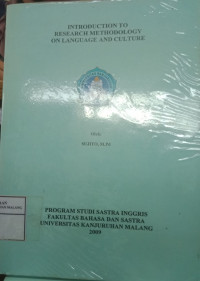 INTRODUCTION TO
RESEARCH METHODOLOGY
ON LANGUAGE AND CULTURE
OLEH
PROGRAM STUDI SASTRA INGGRIS
FAKULTAS BAHASA DAN SASTRA
UNIVERSITAS KANJURUHAN MALANG
2009